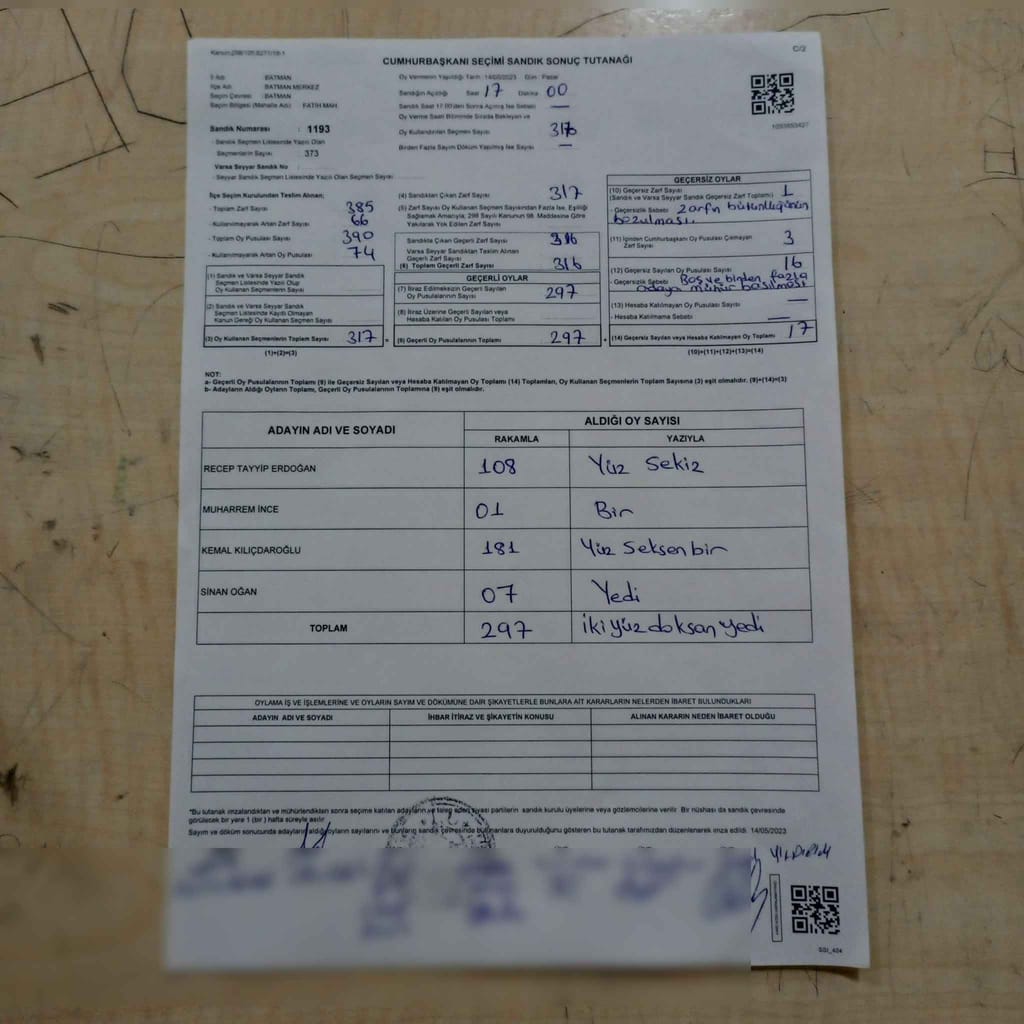 Kanun:298/105.6271/16.1
C/2
CUMHURBAŞKANI SEÇİMİ SANDIK SONUÇ TUTANAĞI
İl Adı : BATMAN
İlçe Adı : BATMAN MERKEZ
Seçim Çevresi : BATMAN
Seçim Bölgesi (Mahalle Adı) : FATİH MAH.
Sandık Numarası : 1193
- Sandık Seçmen Listesinde Yazılı Olan
Seçmenlerin Sayısı : 373
Varsa Seyyar Sandık No :
- Seyyar Sandık Seçmen Listesinde Yazılı Olan Seçmen Sayısı :
Oy Vermenin Yapıldığı Tarih : 14/05/2023 Gün : Pazar
Sandığın Açıldığı Saat 17 Dakika 00
Sandık Saat 17.00'den Sonra Açılmış İse Sebebi —
Oy Verme Saati Bitiminde Sırada Bekleyen ve
Oy Kullandırılan Seçmen Sayısı
Birden Fazla Sayım Döküm Yapılmış İse Sayısı —
İlçe Seçim Kurulundan Teslim Alınan;
- Toplam Zarf Sayısı 385
- Kullanılmayarak Artan Zarf Sayısı 66
- Toplam Oy Pusulası Sayısı 390
- Kullanılmayarak Artan Oy Pusulası 74
(1) Sandık ve Varsa Seyyar Sandık
Seçmen Listesinde Yazılı Olup
Oy Kullanan Seçmenlerin Sayısı
(2) Sandık ve Varsa Seyyar Sandık
Seçmen Listesinde Kayıtlı Olmayan
Kanun Gereği Oy Kullanan Seçmen Sayısı
(3) Oy Kullanan Seçmenlerin Toplam Sayısı 317
(1)+(2)=(3)
(4) Sandıktan Çıkan Zarf Sayısı 317
(5) Zarf Sayısı Oy Kullanan Seçmen Sayısından Fazla İse, Eşitliği
Sağlamak Amacıyla, 298 Sayılı Kanunun 98. Maddesine Göre
Yakılarak Yok Edilen Zarf Sayısı
Sandıkta Çıkan Geçerli Zarf Sayısı 316
Varsa Seyyar Sandıktan Teslim Alınan
Geçerli Zarf Sayısı
(6) Toplam Geçerli Zarf Sayısı 316
GEÇERLİ OYLAR
(7) İtiraz Edilmeksizin Geçerli Sayılan
Oy Pusulalarının Sayısı 297
(8) İtiraz Üzerine Geçerli Sayılan veya
Hesaba Katılan Oy Pusulası Toplamı
(9) Geçerli Oy Pusulalarının Toplamı 297
GEÇERSİZ OYLAR
(10) Geçersiz Zarf Sayısı
(Sandık ve Varsa Seyyar Sandık Geçersiz Zarf Toplamı) 1
- Geçersizlik Sebebi : Zarfın bütünlüğünün
bozulması.
(11) İçinden Cumhurbaşkanı Oy Pusulası Çıkmayan
Zarf Sayısı 3
(12) Geçersiz Sayılan Oy Pusulası Sayısı 16
- Geçersizlik Sebebi Boş ve birden fazla
adaya mühür basılması
(13) Hesaba Katılmayan Oy Pusulası Sayısı —
- Hesaba Katılmama Sebebi —
(14) Geçersiz Sayılan veya Hesaba Katılmayan Oy Toplamı 17
(10)+(11)+(12)+(13)=(14)
NOT:
a- Geçerli Oy Pusulalarının Toplamı (9) ile Geçersiz Sayılan veya Hesaba Katılmayan Oy Toplamı (14) Toplamları, Oy Kullanan Seçmenlerin Toplam Sayısına (3) eşit olmalıdır. (9)+(14)=(3)
b- Adayların Aldığı Oyların Toplamı, Geçerli Oy Pusulalarının Toplamına (9) eşit olmalıdır.
ADAYIN ADI VE SOYADI ALDIĞI OY SAYISI
RAKAMLA YAZIYLA
RECEP TAYYİP ERDOĞAN 108 Yüz Sekiz
MUHARREM İNCE 01 Bir
KEMAL KILIÇDAROĞLU 181 Yüz Seksen bir
SİNAN OĞAN 07 Yedi
TOPLAM 297 iki yüz doksan yedi
OYLAMA İŞ VE İŞLEMLERİNE VE OYLARIN SAYIM VE DÖKÜMÜNE DAİR ŞİKAYETLERLE BUNLARA AİT KARARLARIN NELERDEN İBARET BULUNDUKLARI
ADAYIN ADI VE SOYADI İHBAR İTİRAZ VE ŞİKAYETİN KONUSU ALINAN KARARIN NEDEN İBARET OLDUĞU
*Bu tutanak imzalandıktan ve mühürlendikten sonra seçime katılan adayların ve talep eden siyasi partilerin sandık kurulu üyelerine veya gözlemcilerine verilir. Bir nüshası da sandık çevresinde
görülecek bir yere 1 (bir) hafta süreyle asılır.
Sayım ve döküm sonucunda adayların aldığı oyların sayılarını ve bunların sandık çevresinde bulunanlara duyurulduğunu gösteren bu tutanak tarafımızdan düzenlenerek imza edildi. 14/05/2023
YILDIRIM
SGI_424